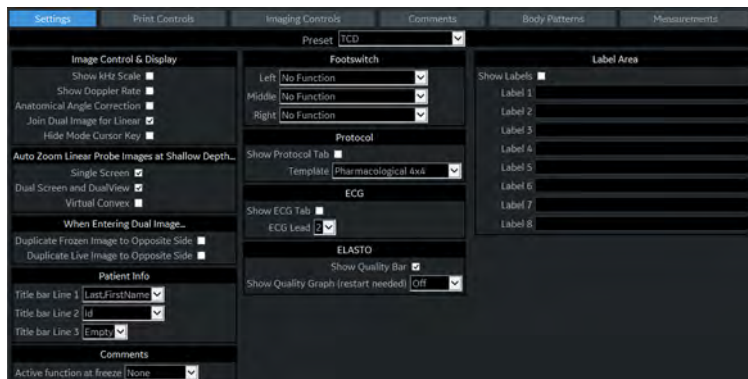 Settings Print Controls Imaging Controls Comments Body Patterns Measurements
Preset TCD
Image Control & Display
Show kHz Scale
Show Doppler Rate
Anatomical Angle Correction
Join Dual Image for Linear
Hide Mode Cursor Key
Auto Zoom Linear Probe Images at Shallow Depth...
Single Screen
Dual Screen and DualView
Virtual Convex
When Entering Dual Image...
Duplicate Frozen Image to Opposite Side
Duplicate Live Image to Opposite Side
Patient Info
Title bar Line 1 Last,FirstName
Title bar Line 2 Id
Title bar Line 3 Empty
Comments
Active function at freeze None
Footswitch
Left No Function
Middle No Function
Right No Function
Protocol
Show Protocol Tab
Template Pharmacological 4x4
ECG
Show ECG Tab
ECG Lead 2
ELASTO
Show Quality Bar
Show Quality Graph (restart needed) Off
Label Area
Show Labels
Label 1
Label 2
Label 3
Label 4
Label 5
Label 6
Label 7
Label 8